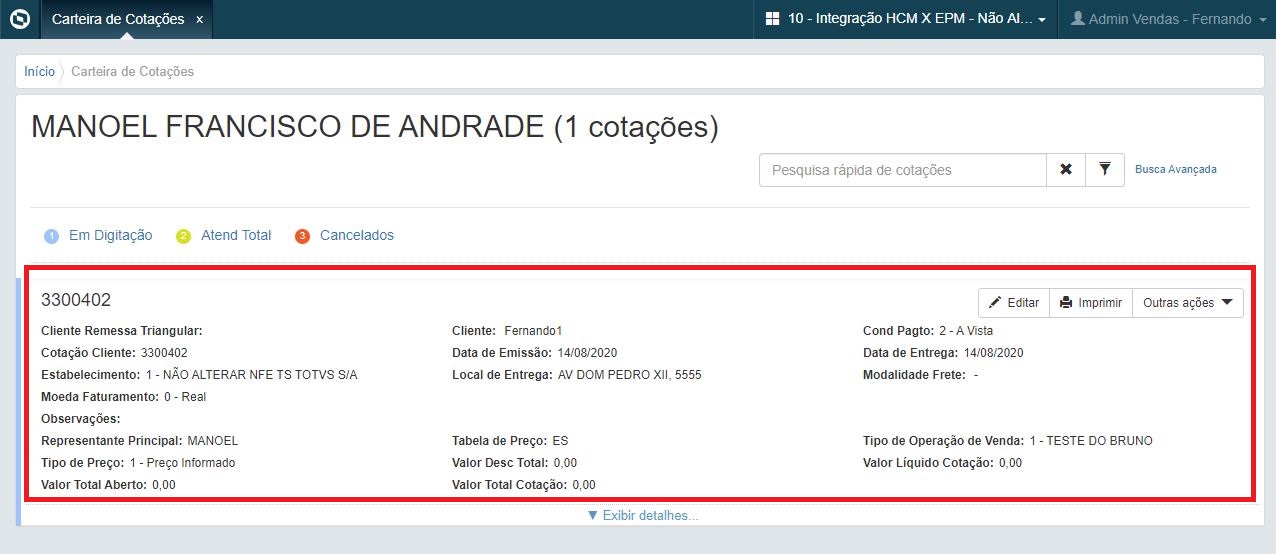 Carteira de Cotações x 10 - Integração HCM X EPM - Não Al... Admin Vendas - Fernando
Início Carteira de Cotações
MANOEL FRANCISCO DE ANDRADE (1 cotações)
Pesquisa rápida de cotações Busca Avançada
1 Em Digitação 2 Atend Total 3 Cancelados
3300402 Editar Imprimir Outras ações
Cliente Remessa Triangular: Cliente: Fernando1 Cond Pagto: 2 - A Vista
Cotação Cliente: 3300402 Data de Emissão: 14/08/2020 Data de Entrega: 14/08/2020
Estabelecimento: 1 - NÃO ALTERAR NFE TS TOTVS S/A Local de Entrega: AV DOM PEDRO XII, 5555 Modalidade Frete: -
Moeda Faturamento: 0 - Real
Observações:
Representante Principal: MANOEL Tabela de Preço: ES Tipo de Operação de Venda: 1 - TESTE DO BRUNO
Tipo de Preço: 1 - Preço Informado Valor Desc Total: 0,00 Valor Líquido Cotação: 0,00
Valor Total Aberto: 0,00 Valor Total Cotação: 0,00
Exibir detalhes...